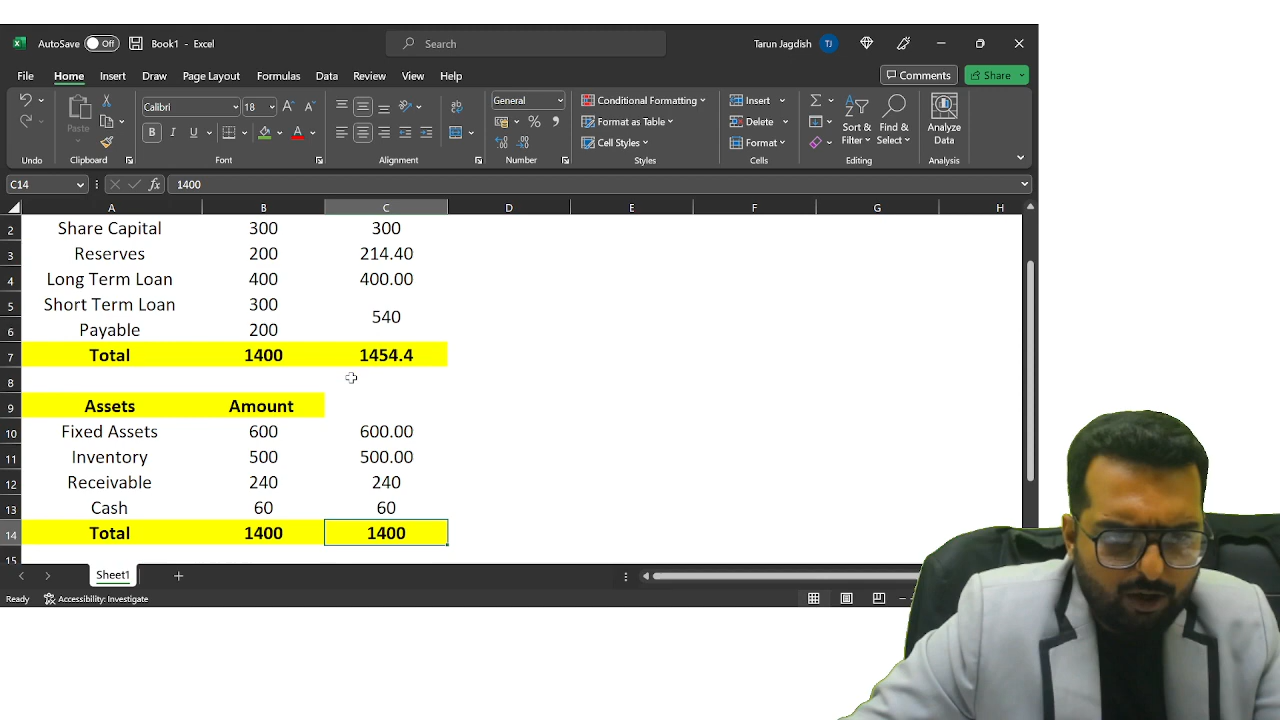 AutoSave Off Book1 - Excel Search Tarun Jagdish TJ
File Home Insert Draw Page Layout Formulas Data Review View Help Comments Share
Paste Calibri 18 General Conditional Formatting Insert Sort & Filter Find & Select Analyze Data
B I U A % Format as Table Delete
Cell Styles Format
Undo Clipboard Font Alignment Number Styles Cells Editing Analysis
C14 fx 1400
A B C D E F G H
2 Share Capital 300 300
3 Reserves 200 214.40
4 Long Term Loan 400 400.00
5 Short Term Loan 300
540
6 Payable 200
7 Total 1400 1454.4
8
9 Assets Amount
10 Fixed Assets 600 600.00
11 Inventory 500 500.00
12 Receivable 240 240
13 Cash 60 60
14 Total 1400 1400
15
Sheet1
Ready Accessibility: Investigate